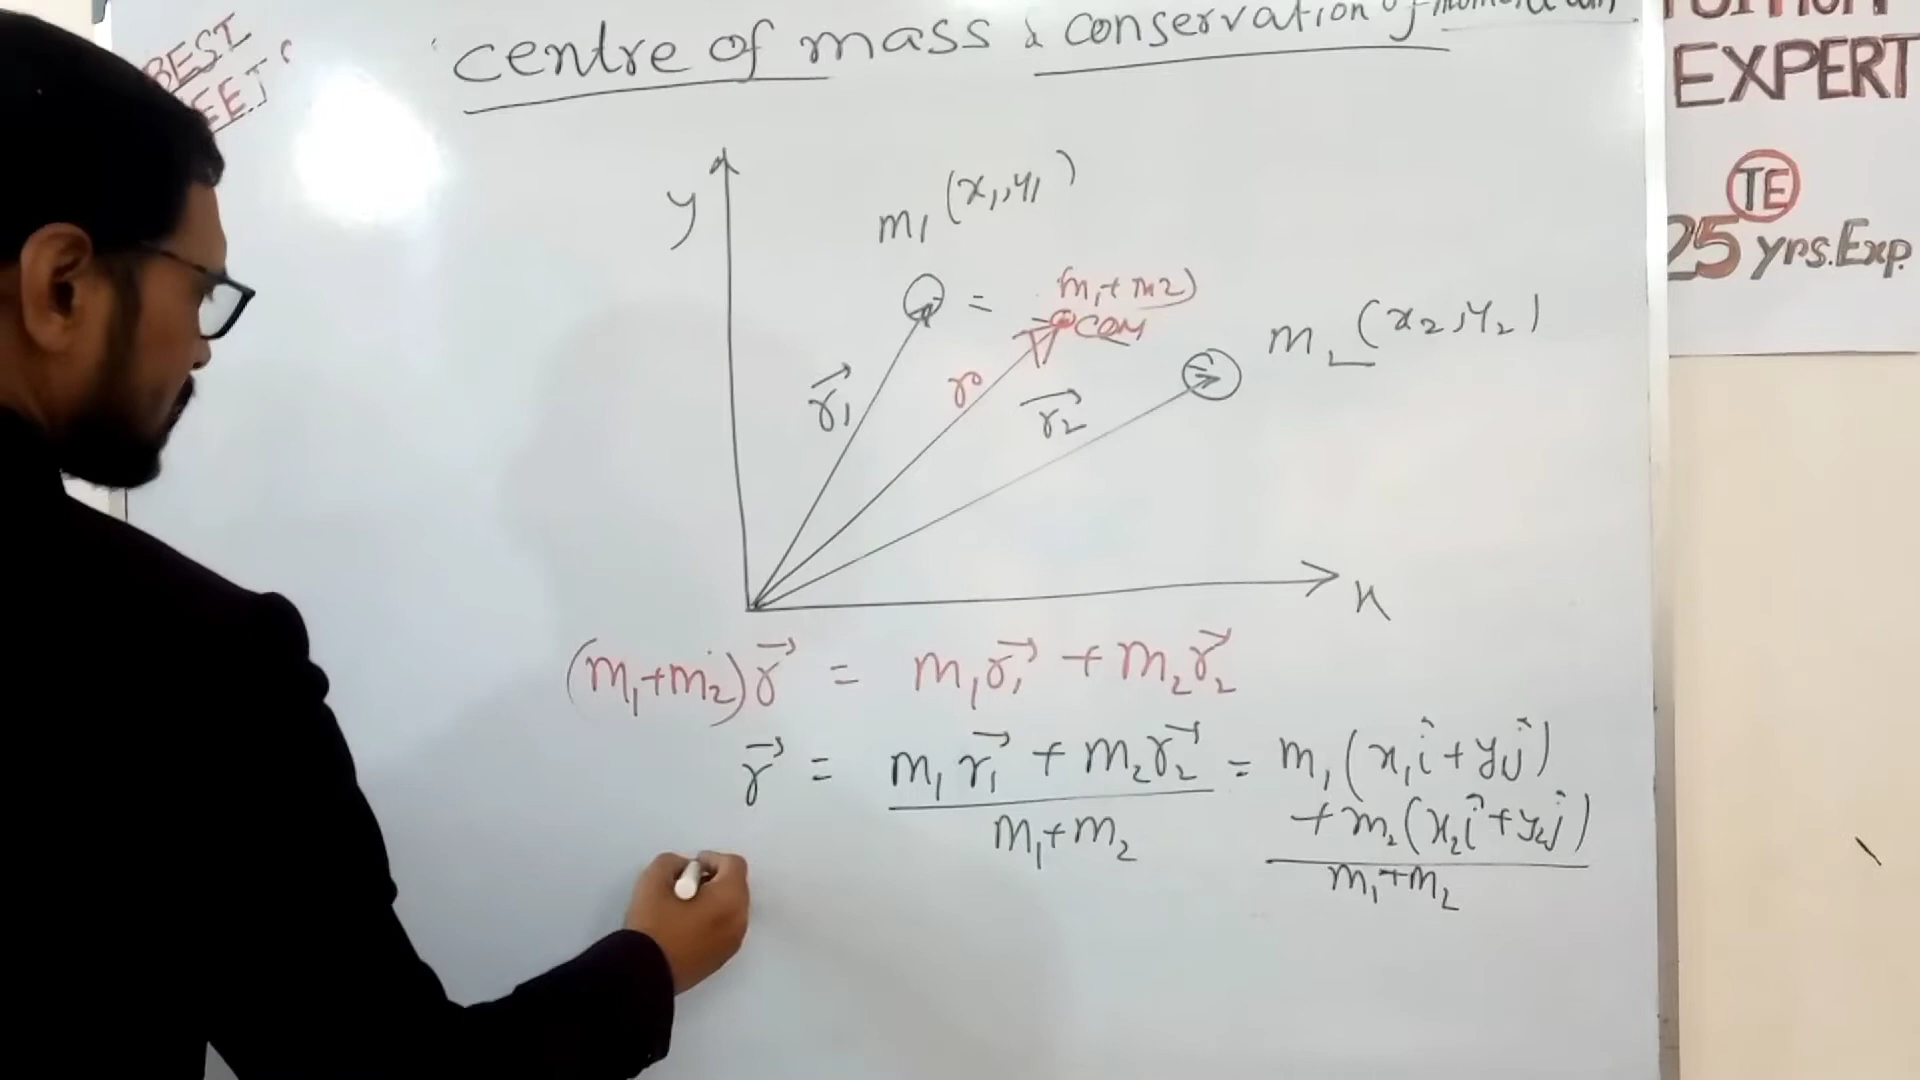 BEST
centre of mass & conservation of momentum
EXPERT
TE
25 yrs. Exp.
y
m₁ (x₁, y₁)
=
(m₁+m2)
COM
m₂ (x₂, y₂)
r⃗₁
r
r⃗₂
x
(m₁+m₂) r⃗ = m₁r⃗₁ + m₂r⃗₂
r⃗ = (m₁r⃗₁ + m₂r⃗₂)/(m₁+m₂) = (m₁(x₁î+y₁ĵ) + m₂(x₂î+y₂ĵ))/(m₁+m₂)